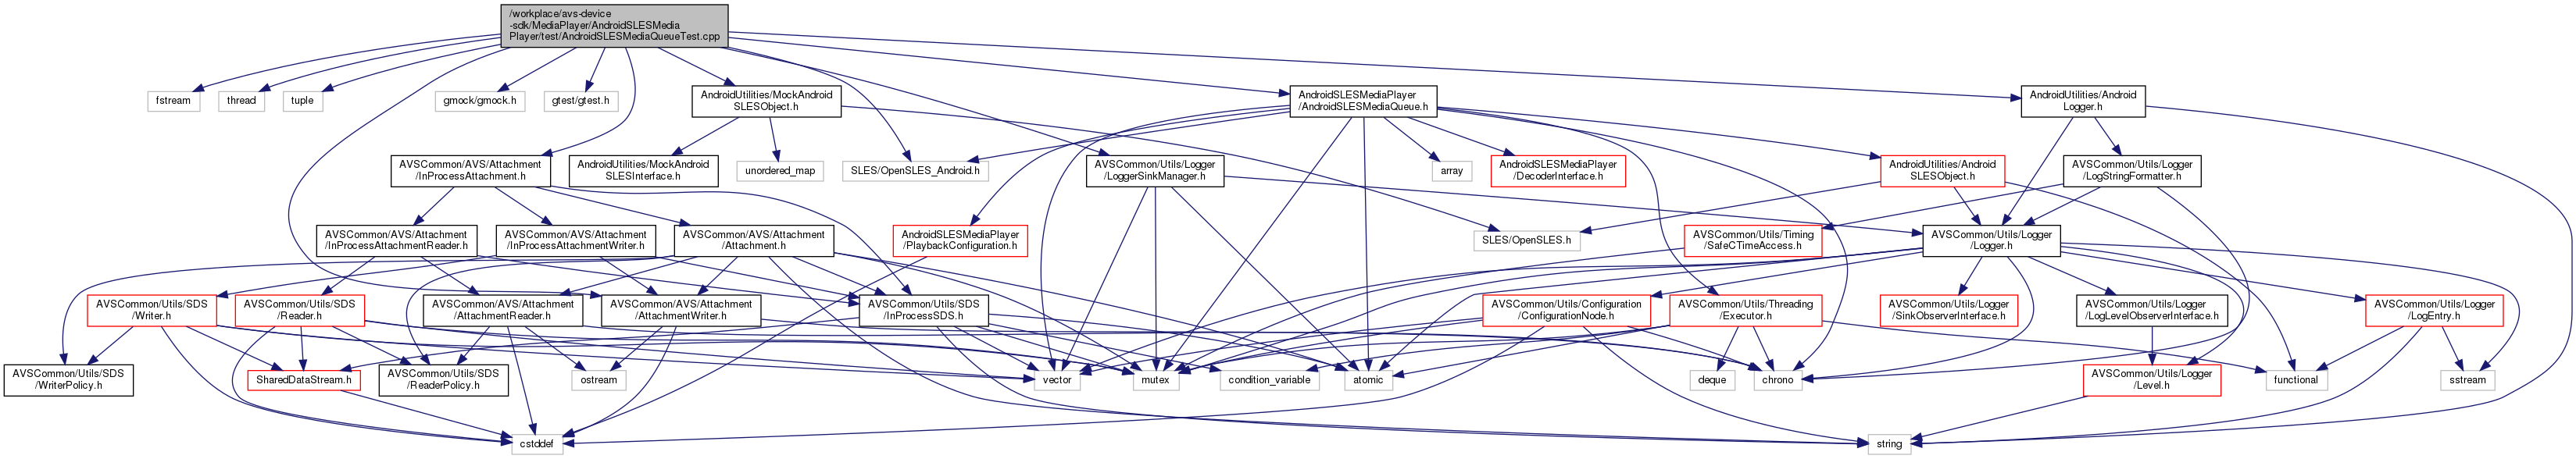 /workplace/avs-device
-sdk/MediaPlayer/AndroidSLESMedia
Player/test/AndroidSLESMediaQueueTest.cpp
fstream
thread
tuple
gmock/gmock.h
gtest/gtest.h
AndroidUtilities/MockAndroid
SLESObject.h
AndroidSLESMediaPlayer
/AndroidSLESMediaQueue.h
AndroidUtilities/Android
Logger.h
AVSCommon/AVS/Attachment
/InProcessAttachment.h
AndroidUtilities/MockAndroid
SLESInterface.h
unordered_map
SLES/OpenSLES_Android.h
AVSCommon/Utils/Logger
/LoggerSinkManager.h
array
AndroidSLESMediaPlayer
/DecoderInterface.h
AndroidUtilities/Android
SLESObject.h
AVSCommon/Utils/Logger
/LogStringFormatter.h
AVSCommon/AVS/Attachment
/InProcessAttachmentReader.h
AVSCommon/AVS/Attachment
/InProcessAttachmentWriter.h
AVSCommon/AVS/Attachment
/Attachment.h
AndroidSLESMediaPlayer
/PlaybackConfiguration.h
SLES/OpenSLES.h
AVSCommon/Utils/Timing
/SafeCTimeAccess.h
AVSCommon/Utils/Logger
/Logger.h
AVSCommon/Utils/SDS
/Writer.h
AVSCommon/Utils/SDS
/Reader.h
AVSCommon/AVS/Attachment
/AttachmentReader.h
AVSCommon/AVS/Attachment
/AttachmentWriter.h
AVSCommon/Utils/SDS
/InProcessSDS.h
AVSCommon/Utils/Configuration
/ConfigurationNode.h
AVSCommon/Utils/Threading
/Executor.h
AVSCommon/Utils/Logger
/SinkObserverInterface.h
AVSCommon/Utils/Logger
/LogLevelObserverInterface.h
AVSCommon/Utils/Logger
/LogEntry.h
AVSCommon/Utils/SDS
/WriterPolicy.h
SharedDataStream.h
AVSCommon/Utils/SDS
/ReaderPolicy.h
ostream
vector
mutex
condition_variable
atomic
deque
chrono
AVSCommon/Utils/Logger
/Level.h
functional
sstream
cstddef
string